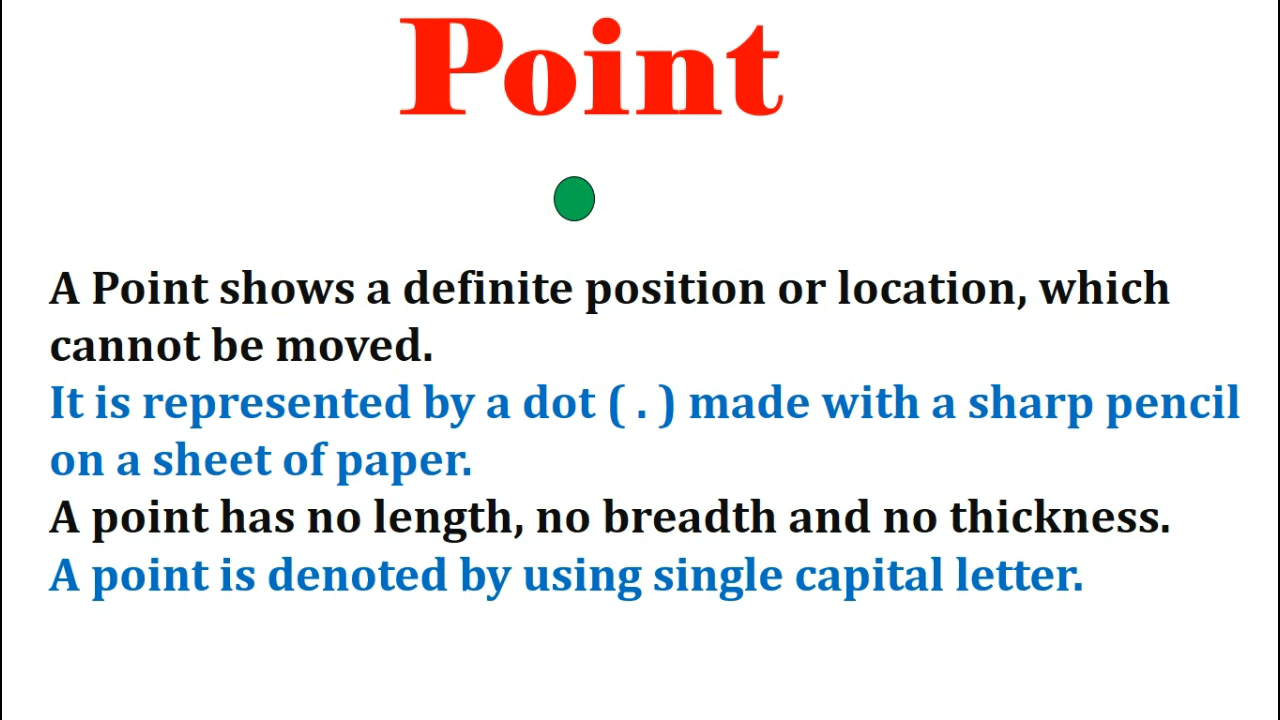 Point
A Point shows a definite position or location, which
cannot be moved.
It is represented by a dot ( . ) made with a sharp pencil
on a sheet of paper.
A point has no length, no breadth and no thickness.
A point is denoted by using single capital letter.